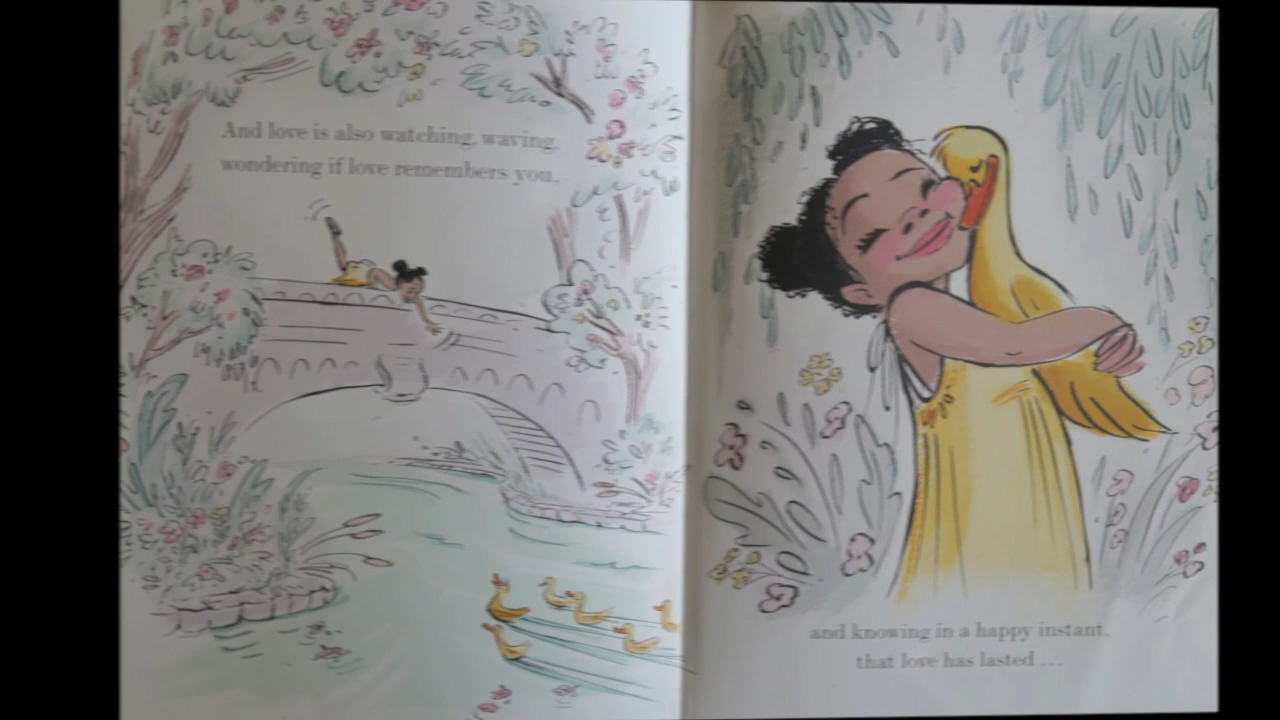 And love is also watching, waving,
wondering if love remembers you,
and knowing in a happy instant,
that love has lasted ...